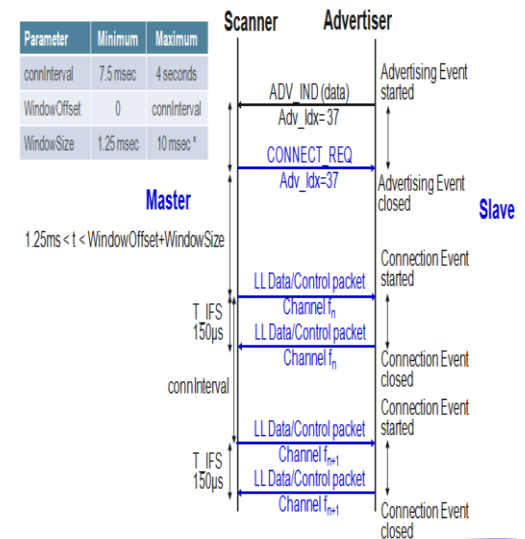 Scanner Advertiser
Parameter Minimum Maximum
connInterval 7.5 msec 4 seconds
WindowOffset 0 connInterval
WindowSize 1.25 msec 10 msec *
ADV_IND (data)
Adv_Idx=37
Advertising Event
started
CONNECT_REQ
Adv_Idx=37
Advertising Event
closed
Master
Slave
1.25ms < t < WindowOffset+WindowSize
Connection Event
started
LL Data/Control packet
Channel fn
T_IFS
150µs
LL Data/Control packet
Channel fn
Connection Event
closed
connInterval
Connection Event
started
LL Data/Control packet
Channel fn+1
T_IFS
150µs
LL Data/Control packet
Channel fn+1
Connection Event
closed